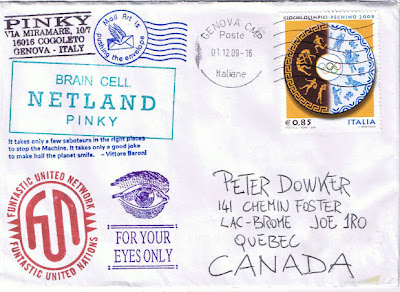 PINKY
VIA MIRAMARE, 10/7
16016 COGOLETO
GENOVA - ITALY
Mail Art is
pushing the envelope
GENOVA CMP
Poste
01.12.09-16
Italiane
GIOCHI OLIMPICI - PECHINO 2008
€ 0,85 ITALIA
BRAIN CELL
NETLAND
PINKY
It takes only a few saboteurs in the right places
to stop the Machine. It takes only a good joke
to make half the planet smile. - Vittore Baroni
FUNTASTIC UNITED NETWORK
FUN
FUNTASTIC UNITED NATIONS
FOR YOUR
EYES ONLY
PETER DOWKER
141 CHEMIN FOSTER
LAC-BROME JOE 1RO
QUÉBEC
CANADA